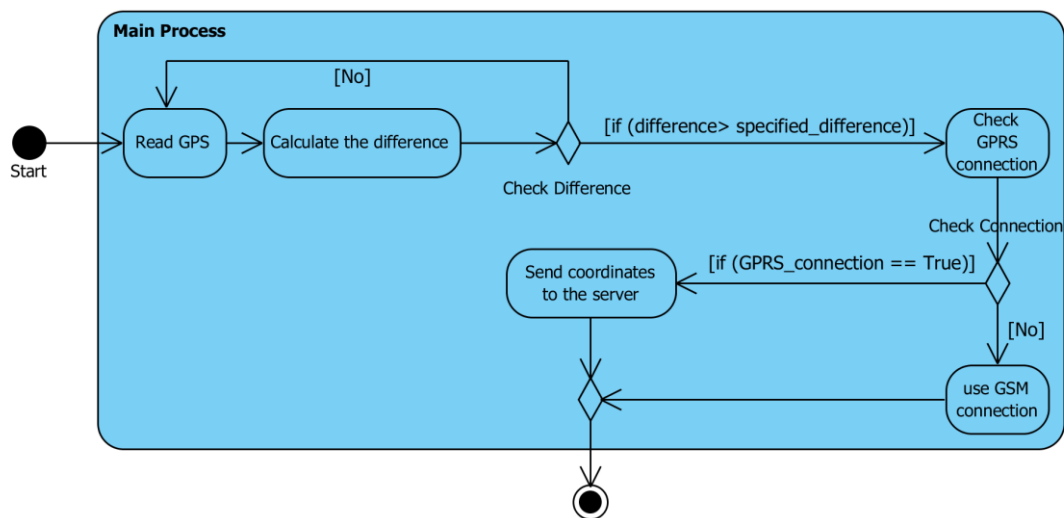 Main Process
[No]
Read GPS
Calculate the difference
[if (difference> specified_difference)]
Check
GPRS
connection
Start
Check Difference
Check Connection
Send coordinates
to the server
[if (GPRS_connection == True)]
[No]
use GSM
connection